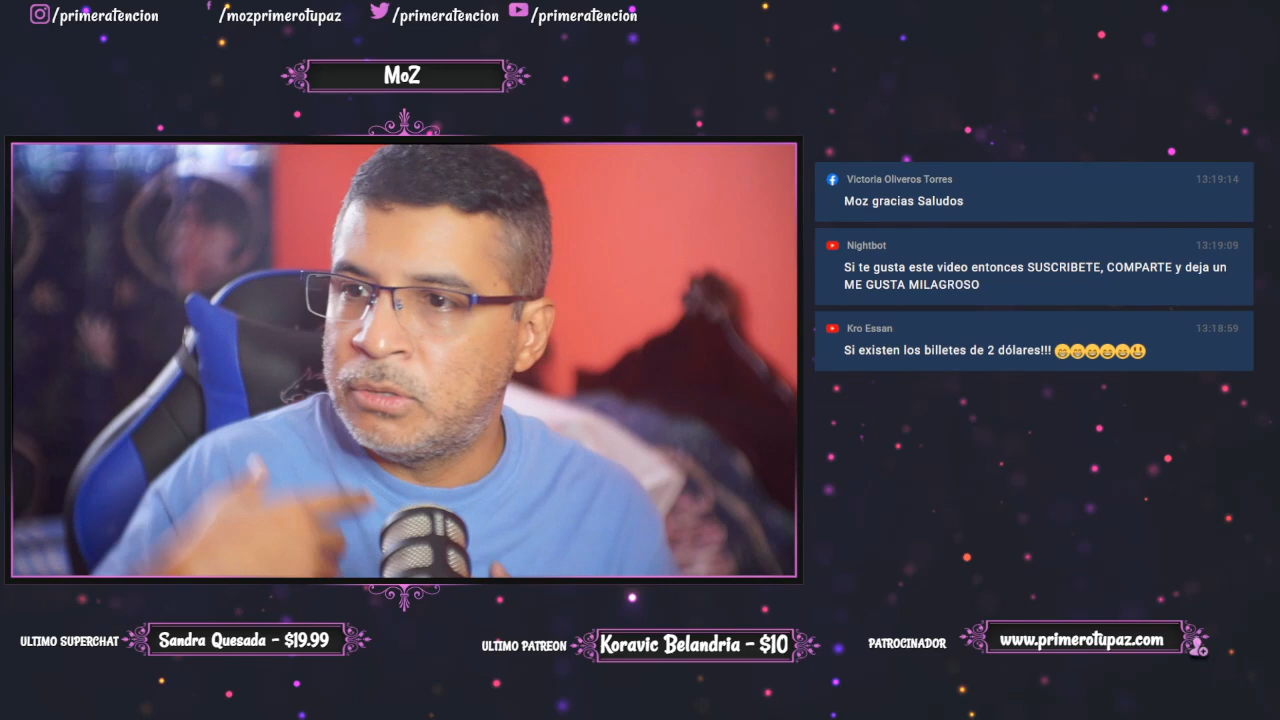 /primeratencion /mozprimerotupaz /primeratencion /primeratencion
MoZ
Victoria Oliveros Torres 13:19:14
Moz gracias Saludos
Nightbot 13:19:09
Si te gusta este video entonces SUSCRIBETE, COMPARTE y deja un
ME GUSTA MILAGROSO
Kro Essan 13:18:59
Si existen los billetes de 2 dólares!!! 😁😁😄😄😄😃
ULTIMO SUPERCHAT Sandra Quesada - $19.99
ULTIMO PATREON Koravic Belandria - $10
PATROCINADOR www.primerotupaz.com